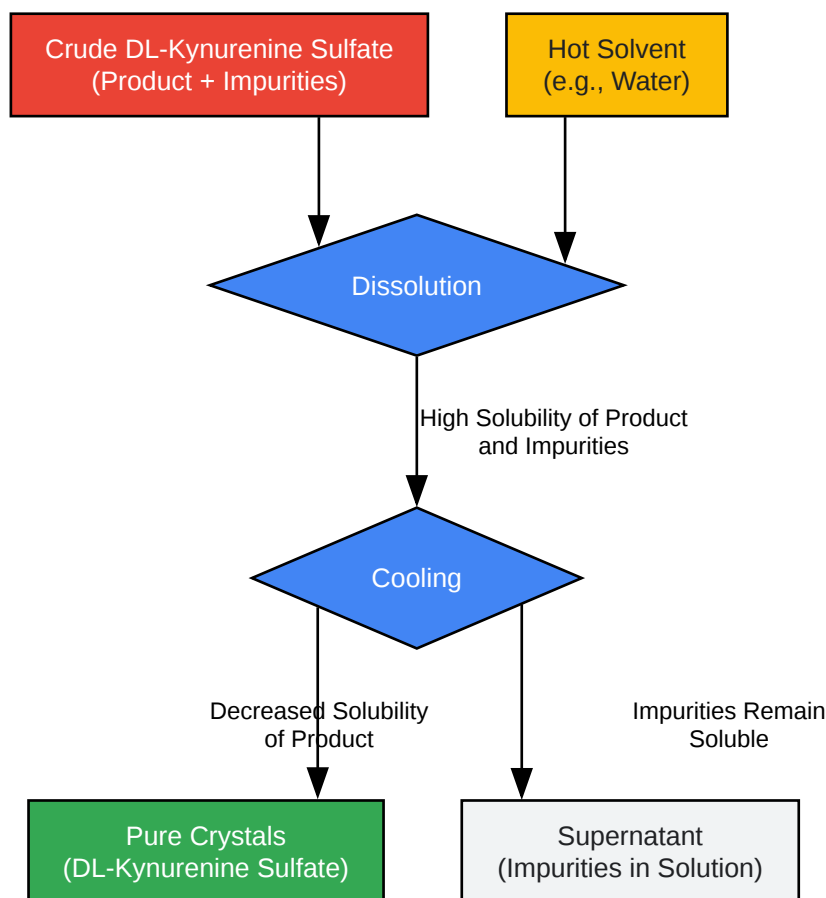 Crude DL-Kynurenine Sulfate
(Product + Impurities)
Hot Solvent
(e.g., Water)
Dissolution
High Solubility of Product
and Impurities
Cooling
Decreased Solubility
of Product
Impurities Remain
Soluble
Pure Crystals
(DL-Kynurenine Sulfate)
Supernatant
(Impurities in Solution)